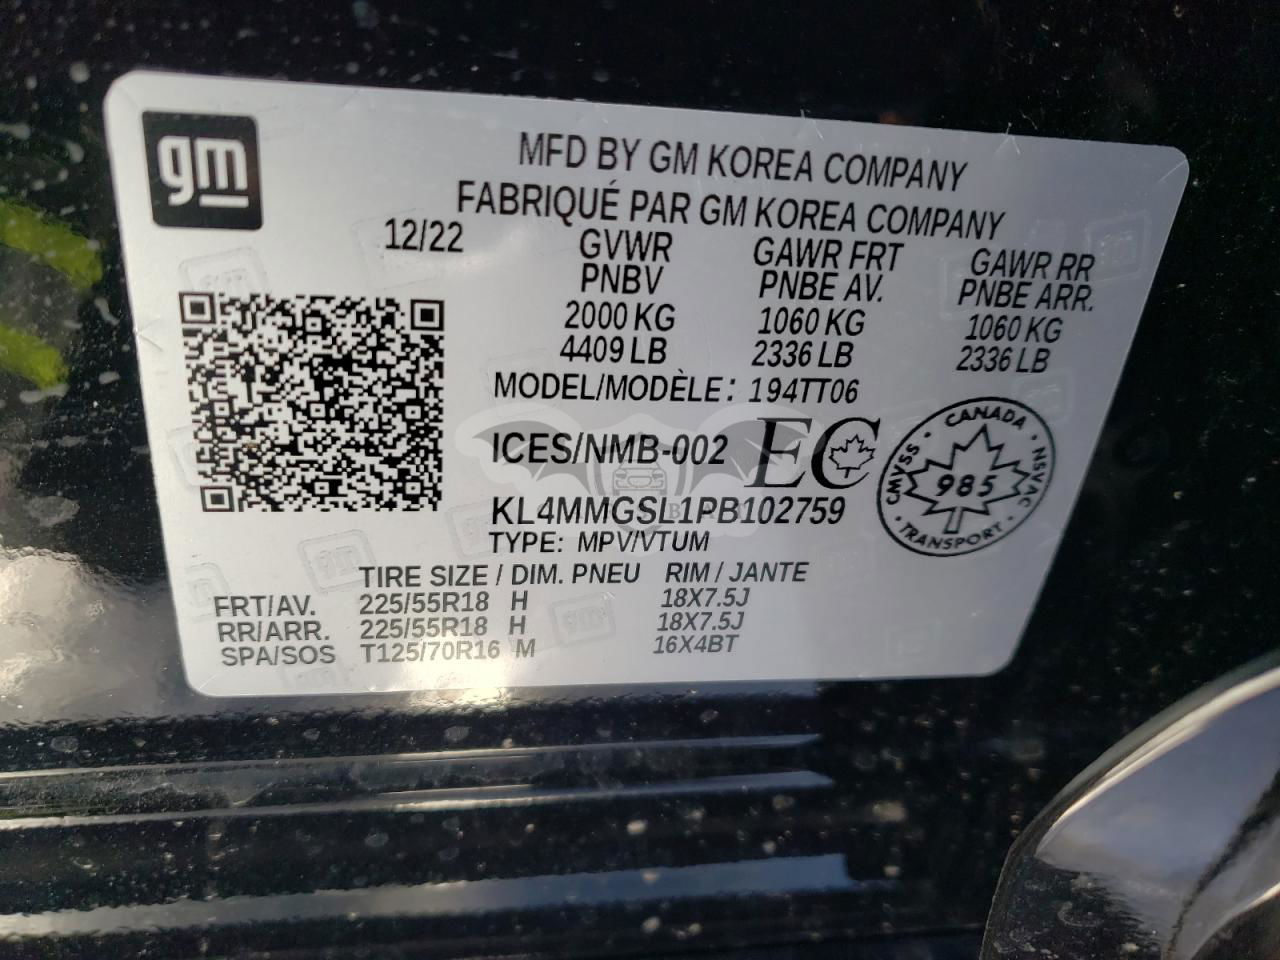 gm
MFD BY GM KOREA COMPANY
FABRIQUÉ PAR GM KOREA COMPANY
12/22 GVWR GAWR FRT GAWR RR
PNBV PNBE AV. PNBE ARR.
2000 KG 1060 KG 1060 KG
4409 LB 2336 LB 2336 LB
MODEL/MODÈLE: 194TT06
ICES/NMB-002 EC
CANADA
CMVSS · 985 · NSVAC
TRANSPORT
KL4MMGSL1PB102759
TYPE: MPV/VTUM
TIRE SIZE / DIM. PNEU RIM / JANTE
FRT/AV. 225/55R18 H 18X7.5J
RR/ARR. 225/55R18 H 18X7.5J
SPA/SOS T125/70R16 M 16X4BT